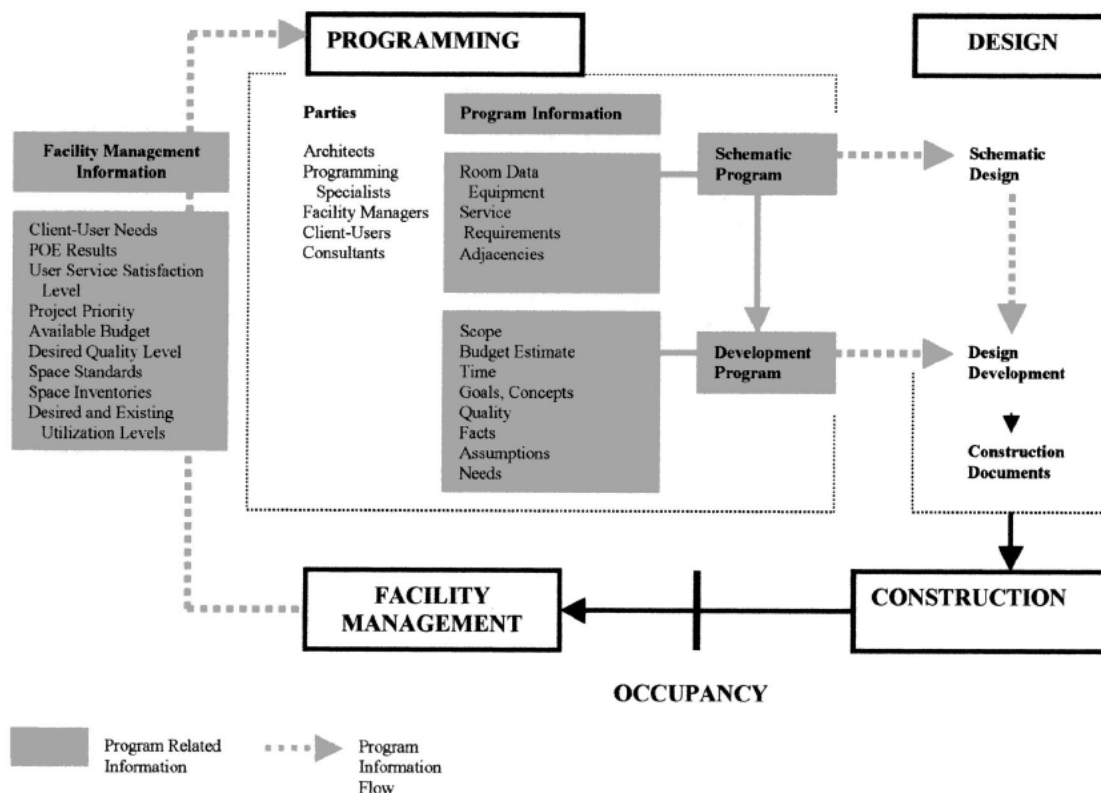 PROGRAMMING
DESIGN
Parties
Program Information
Facility Management
Information
Architects
Programming
Specialists
Facility Managers
Client-Users
Consultants
Room Data
Equipment
Service
Requirements
Adjacencies
Schematic
Program
Schematic
Design
Client-User Needs
POE Results
User Service Satisfaction
Level
Project Priority
Available Budget
Desired Quality Level
Space Standards
Space Inventories
Desired and Existing
Utilization Levels
Scope
Budget Estimate
Time
Goals, Concepts
Quality
Facts
Assumptions
Needs
Development
Program
Design
Development
Construction
Documents
FACILITY
MANAGEMENT
CONSTRUCTION
OCCUPANCY
Program Related
Information
Program
Information
Flow